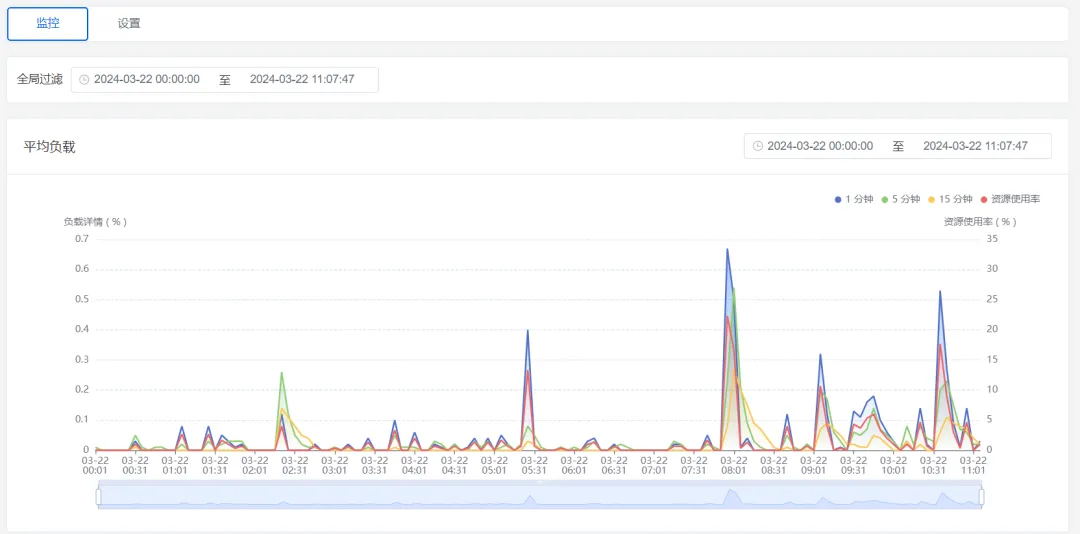 监控 设置
全局过滤 2024-03-22 00:00:00 至 2024-03-22 11:07:47
平均负载 2024-03-22 00:00:00 至 2024-03-22 11:07:47
1 分钟 5 分钟 15 分钟 资源使用率
负载详情 ( % ) 资源使用率 ( % )
0.7 35
0.6 30
0.5 25
0.4 20
0.3 15
0.2 10
0.1 5
0 0
03-22 03-22 03-22 03-22 03-22 03-22 03-22 03-22 03-22 03-22 03-22 03-22 03-22 03-22 03-22 03-22 03-22 03-22 03-22 03-22 03-22 03-22 03-22
00:01 00:31 01:01 01:31 02:01 02:31 03:01 03:31 04:01 04:31 05:01 05:31 06:01 06:31 07:01 07:31 08:01 08:31 09:01 09:31 10:01 10:31 11:01